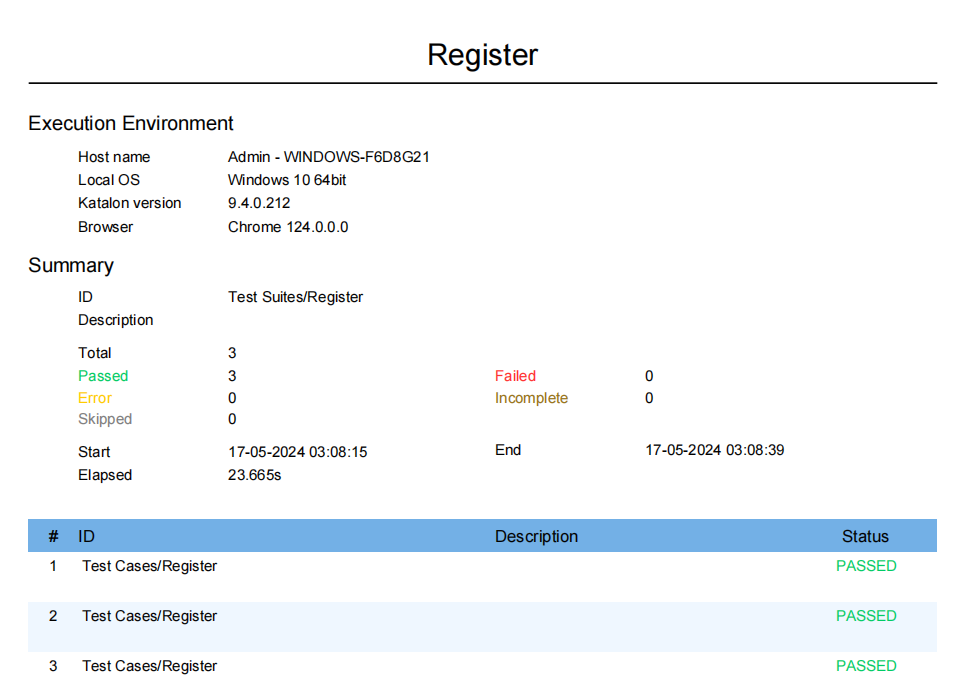 Register
Execution Environment
Host name Admin - WINDOWS-F6D8G21
Local OS Windows 10 64bit
Katalon version 9.4.0.212
Browser Chrome 124.0.0.0
Summary
ID Test Suites/Register
Description
Total 3
Passed 3 Failed 0
Error 0 Incomplete 0
Skipped 0
Start 17-05-2024 03:08:15 End 17-05-2024 03:08:39
Elapsed 23.665s
# ID Description Status
1 Test Cases/Register PASSED
2 Test Cases/Register PASSED
3 Test Cases/Register PASSED